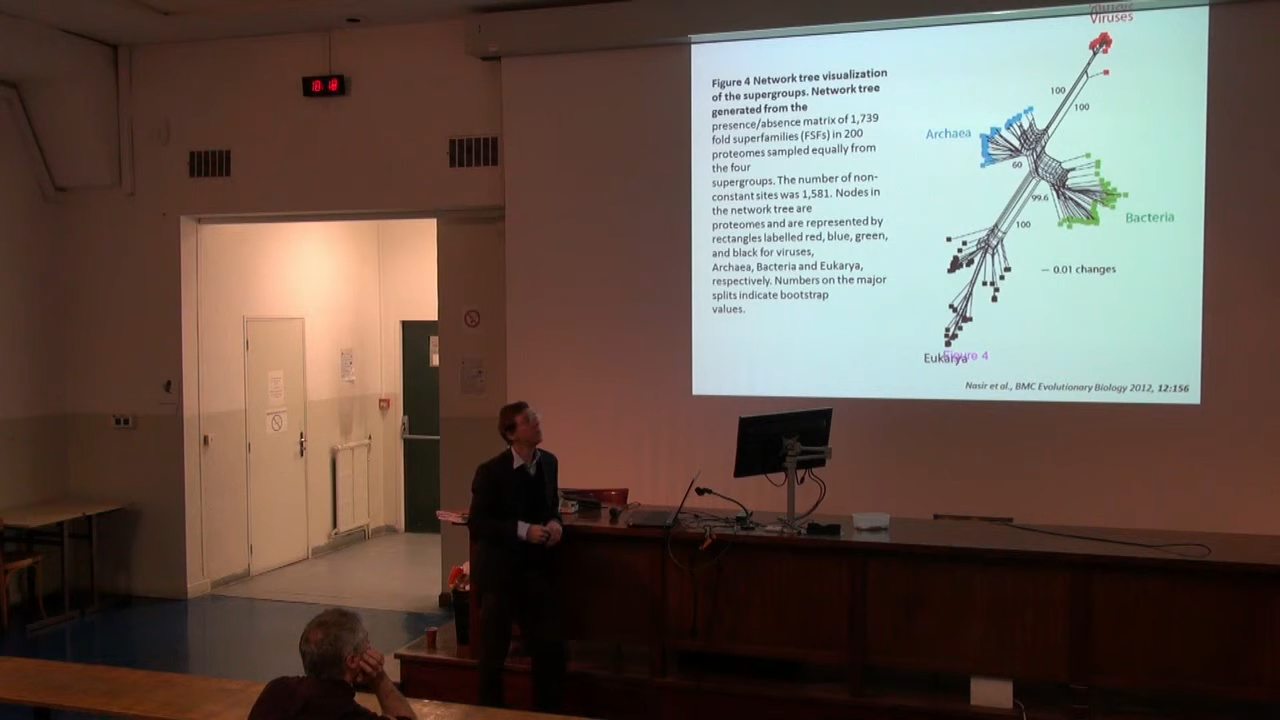 18:18
Viruses
Figure 4 Network tree visualization
of the supergroups. Network tree
generated from the
presence/absence matrix of 1,739
fold superfamilies (FSFs) in 200
proteomes sampled equally from
the four
supergroups. The number of non-
constant sites was 1,581. Nodes in
the network tree are
proteomes and are represented by
rectangles labelled red, blue, green,
and black for viruses,
Archaea, Bacteria and Eukarya,
respectively. Numbers on the major
splits indicate bootstrap
values.
100
100
Archaea
60
99.6
Bacteria
100
0.01 changes
Eukarya
Figure 4
Nasir et al., BMC Evolutionary Biology 2012, 12:156